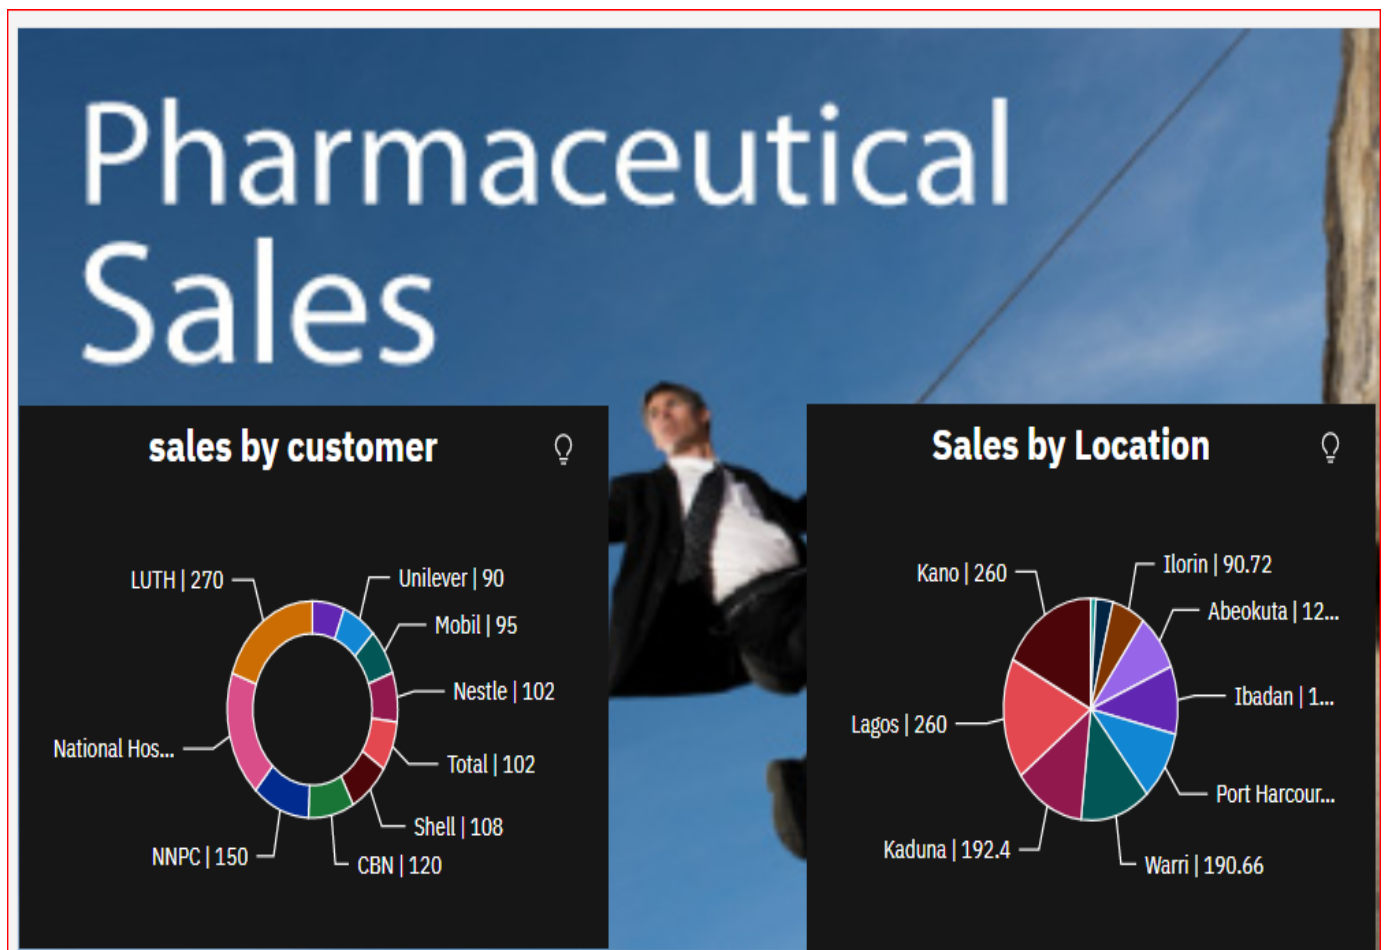 Pharmaceutical
Sales
sales by customer
LUTH | 270
Unilever | 90
Mobil | 95
Nestle | 102
National Hos...
Total | 102
Shell | 108
NNPC | 150
CBN | 120
Sales by Location
Kano | 260
Ilorin | 90.72
Abeokuta | 12...
Ibadan | 1...
Lagos | 260
Port Harcour...
Kaduna | 192.4
Warri | 190.66